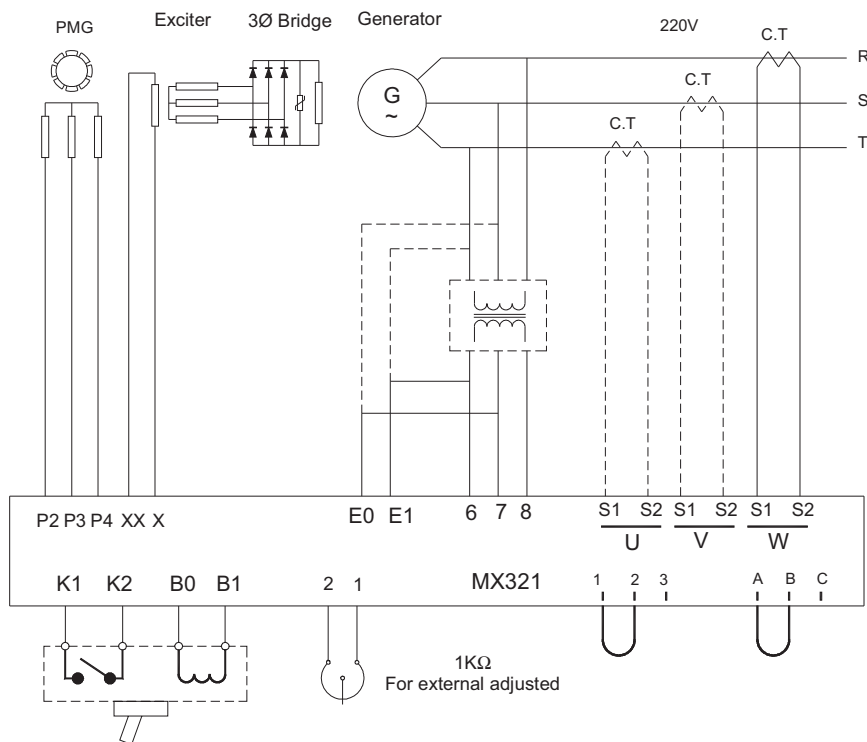 PMG
Exciter
3Ø Bridge
Generator
220V
C.T
R
C.T
S
C.T
T
G
~
P2 P3 P4 XX X
E0 E1
6 7 8
S1 S2
S1 S2
S1 S2
U
V
W
K1 K2 B0 B1
2 1
MX321
1 2 3
A B C
1KΩ
For external adjusted